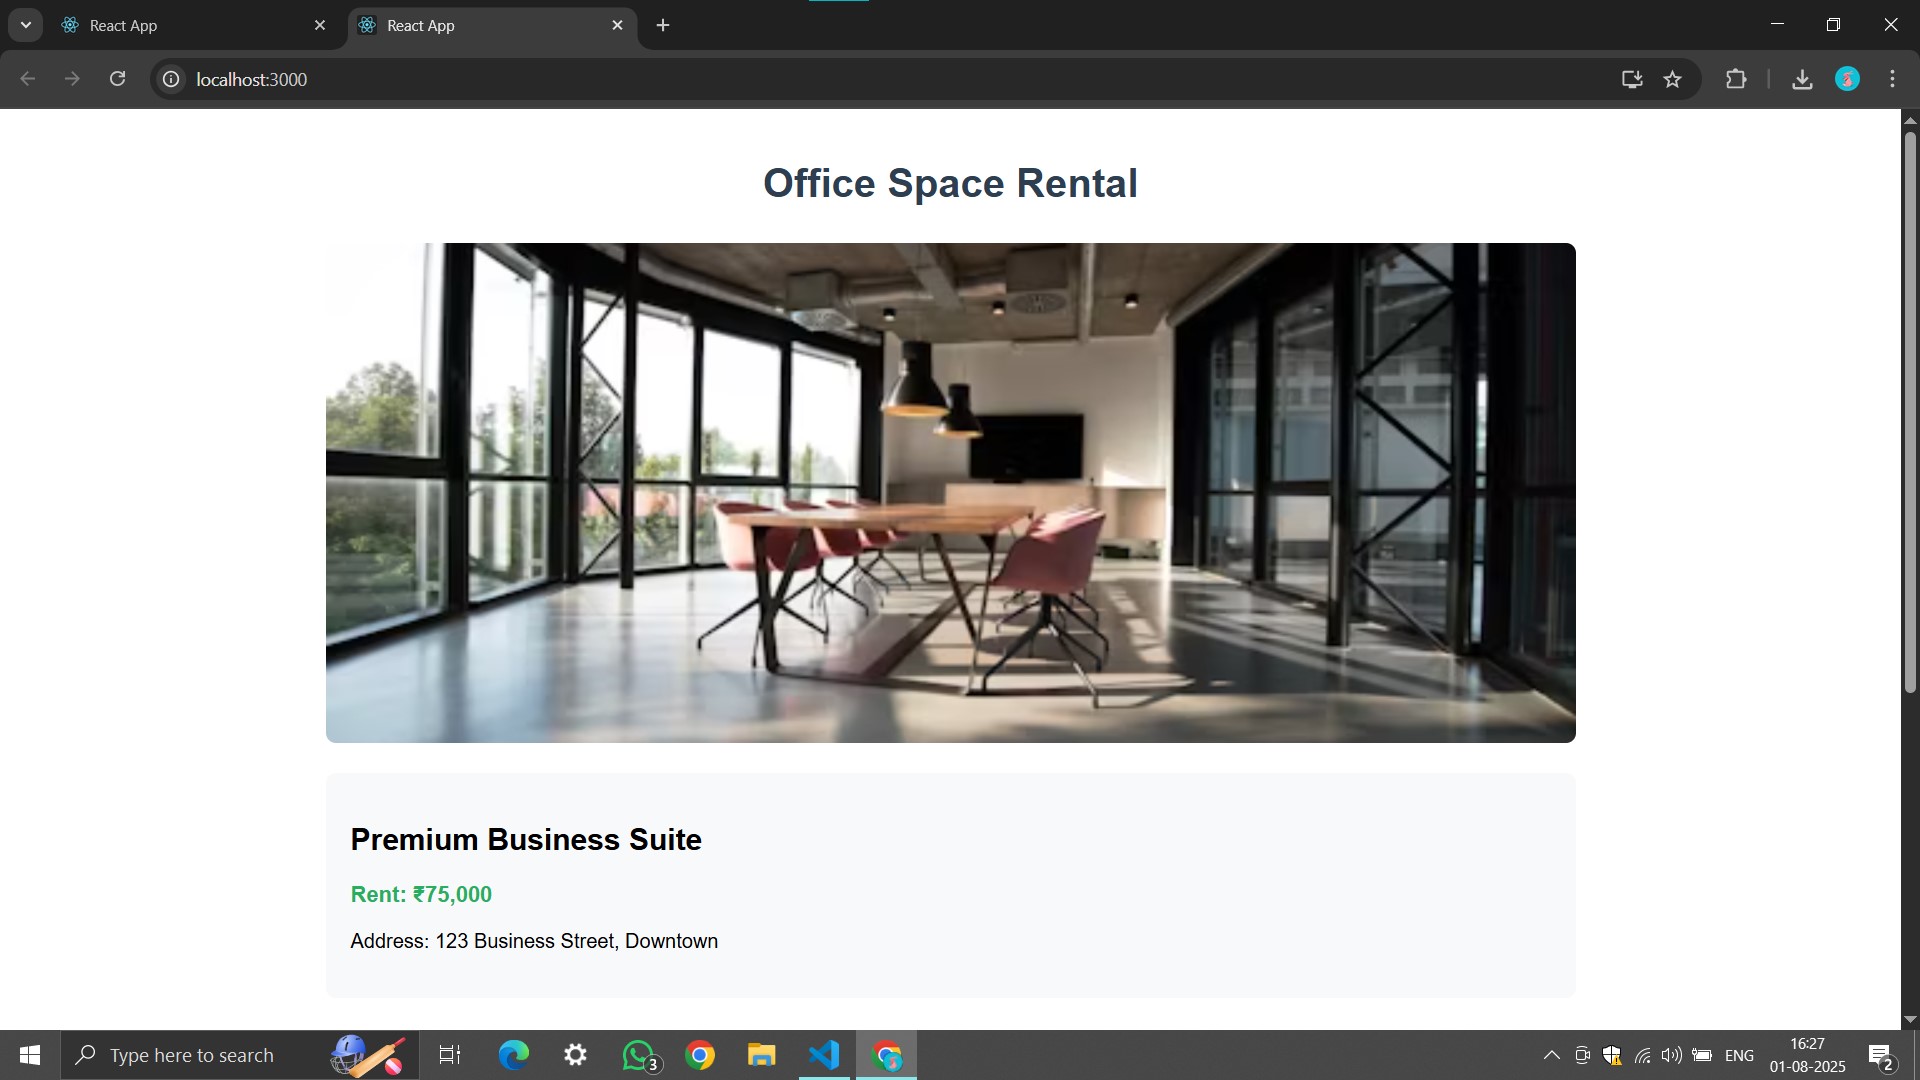 React App
React App
localhost:3000
Office Space Rental
Premium Business Suite
Rent: ₹75,000
Address: 123 Business Street, Downtown
Type here to search
3
ENG
16:27
01-08-2025
2